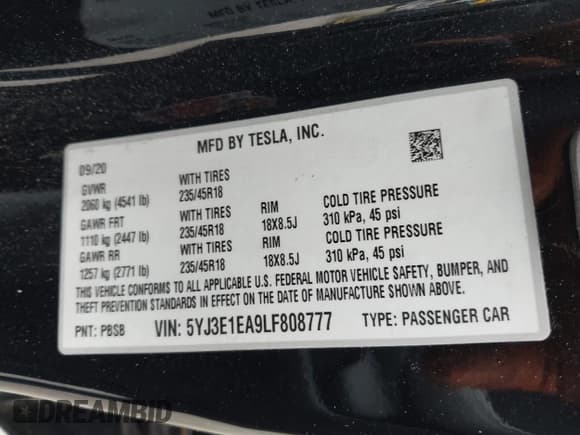 MFD BY TESLA, INC.
09/20
GVWR WITH TIRES
2060 kg (4541 lb) 235/45R18 RIM COLD TIRE PRESSURE
GAWR FRT WITH TIRES 18X8.5J 310 kPa, 45 psi
1110 kg (2447 lb) 235/45R18
GAWR RR WITH TIRES RIM COLD TIRE PRESSURE
1257 kg (2771 lb) 235/45R18 18X8.5J 310 kPa, 45 psi
THIS VEHICLE CONFORMS TO ALL APPLICABLE U.S. FEDERAL MOTOR VEHICLE SAFETY, BUMPER, AND
THEFT PREVENTION STANDARDS IN EFFECT ON THE DATE OF MANUFACTURE SHOWN ABOVE.
PNT: PBSB VIN: 5YJ3E1EA9LF808777 TYPE: PASSENGER CAR
DREAMBID